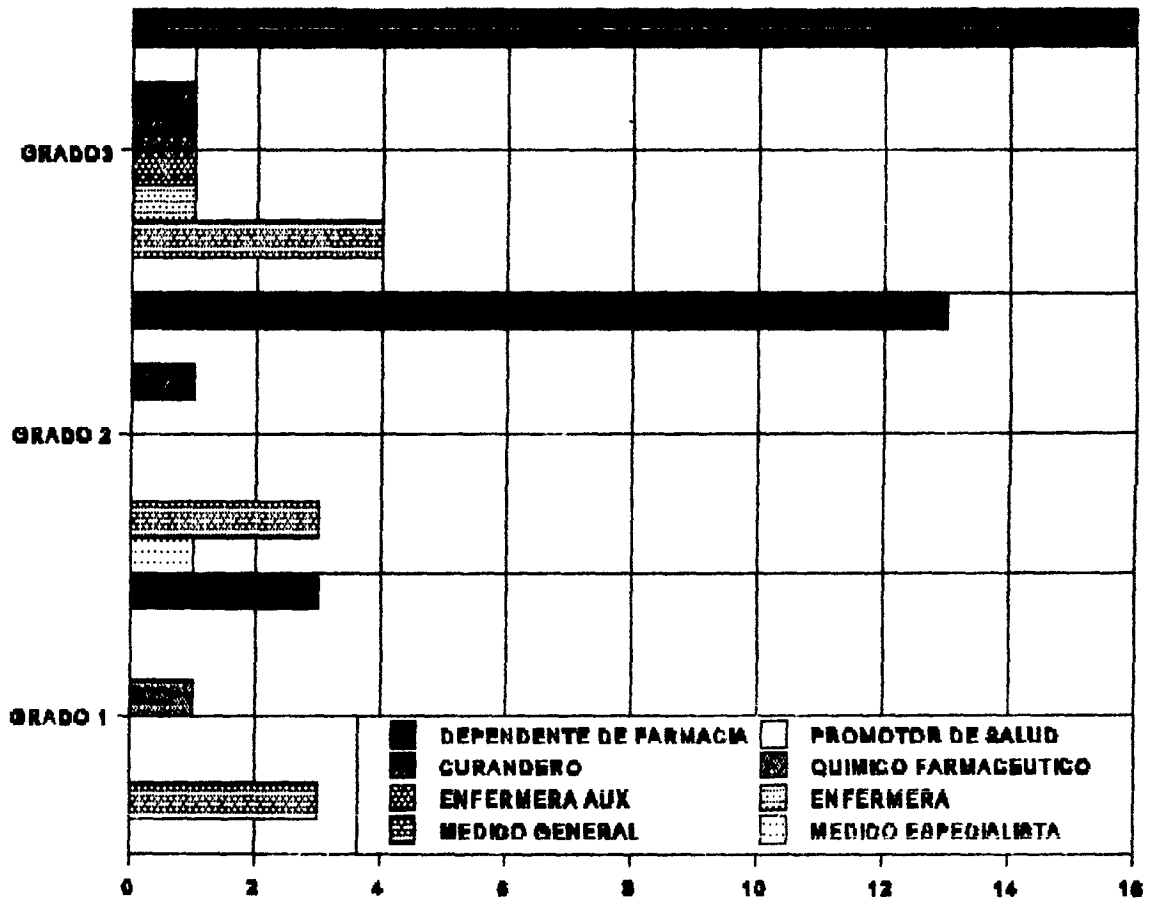 GRADO3
GRADO 2
GRADO 1
DEPENDENTE DE FARMACIA
PROMOTOR DE SALUD
CURANDERO
QUIMICO FARMACEUTICO
ENFERMERA AUX
ENFERMERA
MEDICO GENERAL
MEDICO ESPECIALISTA
0 2 4 6 8 10 12 14 16